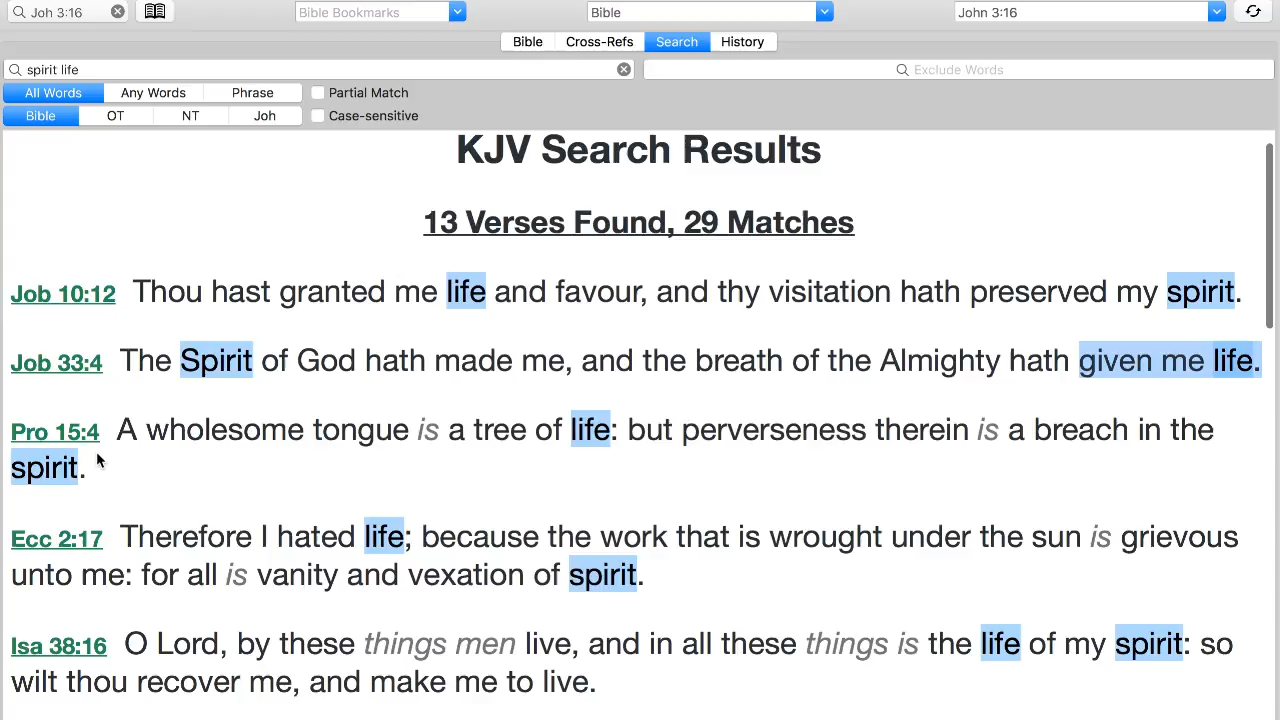 Joh 3:16 Bible Bookmarks Bible John 3:16
Bible Cross-Refs Search History
spirit life Exclude Words
All Words Any Words Phrase Partial Match
Bible OT NT Joh Case-sensitive
KJV Search Results
13 Verses Found, 29 Matches
Job 10:12 Thou hast granted me life and favour, and thy visitation hath preserved my spirit.
Job 33:4 The Spirit of God hath made me, and the breath of the Almighty hath given me life.
Pro 15:4 A wholesome tongue is a tree of life: but perverseness therein is a breach in the
spirit.
Ecc 2:17 Therefore I hated life; because the work that is wrought under the sun is grievous
unto me: for all is vanity and vexation of spirit.
Isa 38:16 O Lord, by these things men live, and in all these things is the life of my spirit: so
wilt thou recover me, and make me to live.